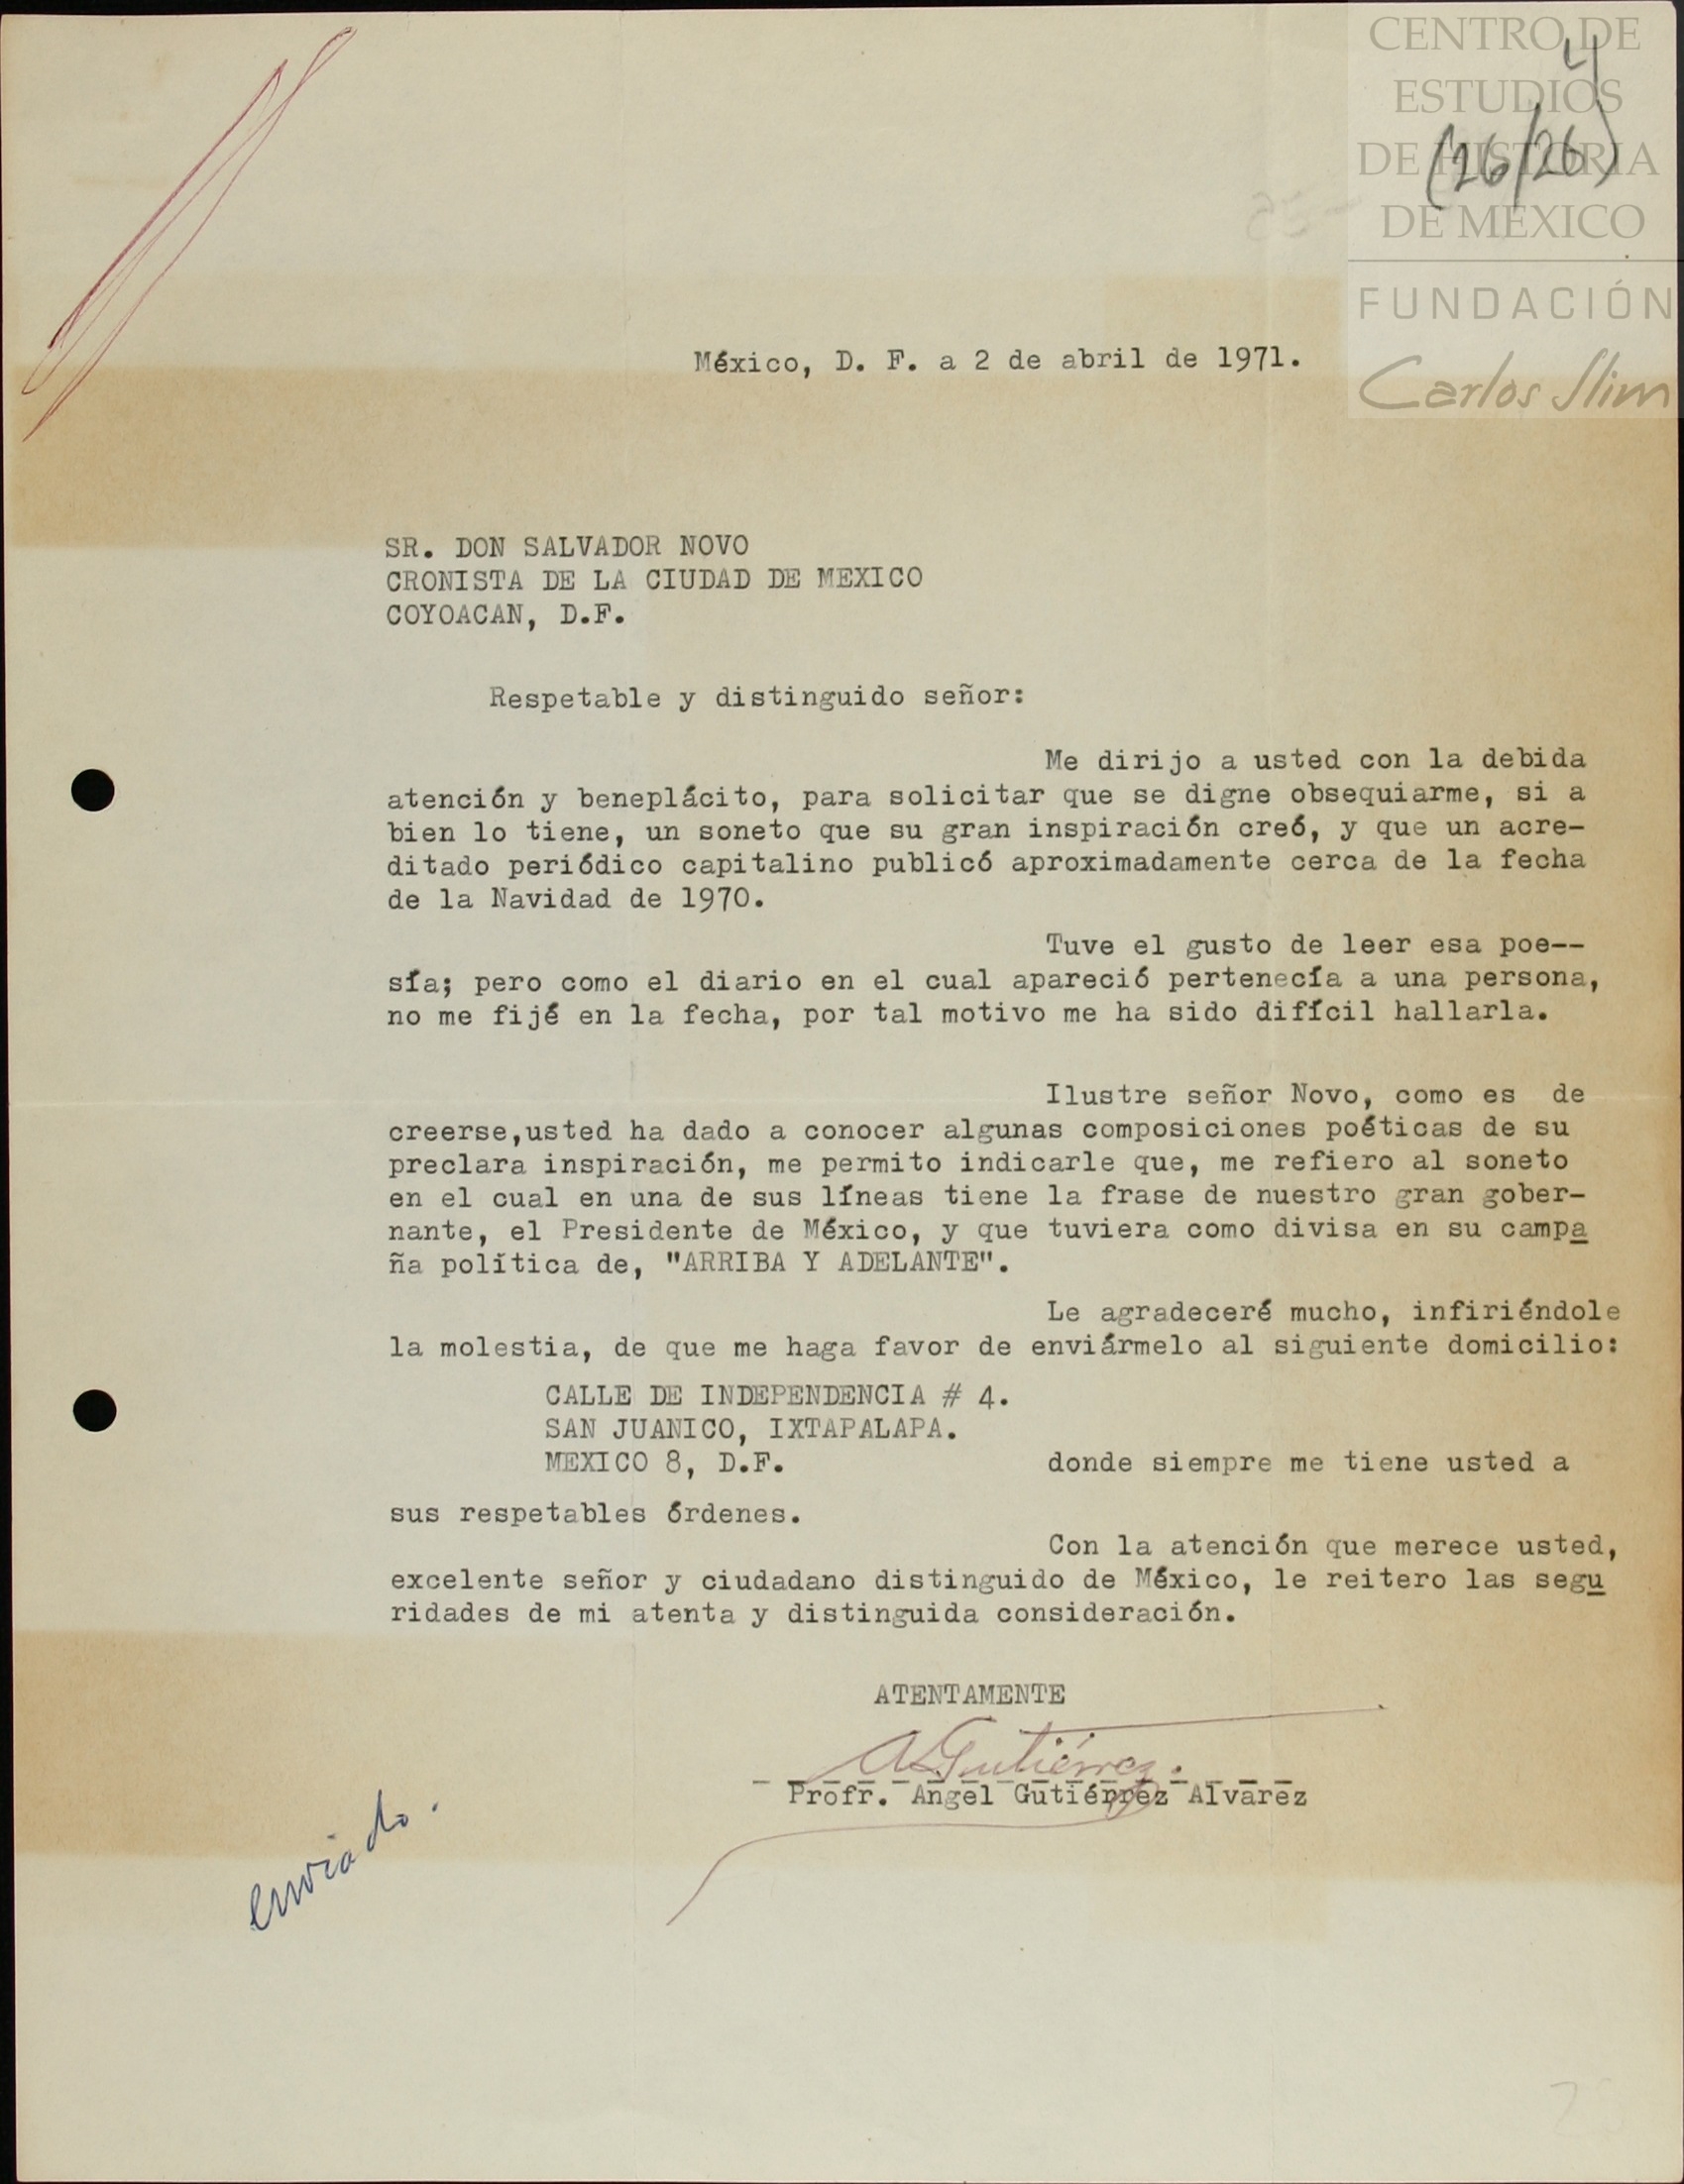 CENTRO DE
ESTUDIOS
DE HISTORIA
DE MÉXICO
FUNDACIÓN
Carlos Slim
4
(26/26)
México, D. F. a 2 de abril de 1971.
SR. DON SALVADOR NOVO
CRONISTA DE LA CIUDAD DE MEXICO
COYOACAN, D.F.
Respetable y distinguido señor:
Me dirijo a usted con la debida
atención y beneplácito, para solicitar que se digne obsequiarme, si a
bien lo tiene, un soneto que su gran inspiración creó, y que un acre-
ditado periódico capitalino publicó aproximadamente cerca de la fecha
de la Navidad de 1970.
Tuve el gusto de leer esa poe--
sía; pero como el diario en el cual apareció pertenecía a una persona,
no me fijé en la fecha, por tal motivo me ha sido difícil hallarla.
Ilustre señor Novo, como es de
creerse,usted ha dado a conocer algunas composiciones poéticas de su
preclara inspiración, me permito indicarle que, me refiero al soneto
en el cual en una de sus líneas tiene la frase de nuestro gran gober-
nante, el Presidente de México, y que tuviera como divisa en su campa
ña política de, "ARRIBA Y ADELANTE".
Le agradeceré mucho, infiriéndole
la molestia, de que me haga favor de enviármelo al siguiente domicilio:
CALLE DE INDEPENDENCIA # 4.
SAN JUANICO, IXTAPALAPA.
MEXICO 8, D.F. donde siempre me tiene usted a
sus respetables órdenes.
Con la atención que merece usted,
excelente señor y ciudadano distinguido de México, le reitero las segu
ridades de mi atenta y distinguida consideración.
ATENTAMENTE
A Gutiérrez.
Profr. Angel Gutiérrez Alvarez
enviado.